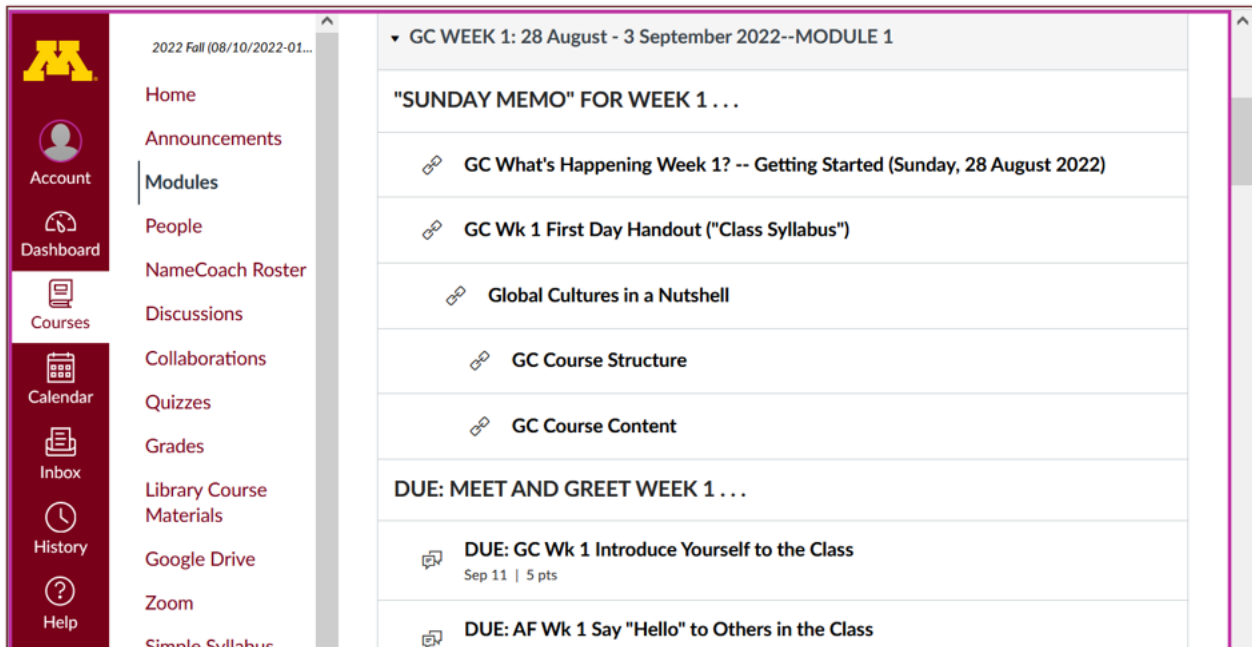 M
Account
Dashboard
Courses
Calendar
Inbox
History
Help
2022 Fall (08/10/2022-01...
Home
Announcements
Modules
People
NameCoach Roster
Discussions
Collaborations
Quizzes
Grades
Library Course
Materials
Google Drive
Zoom
Simple Syllabus
GC WEEK 1: 28 August - 3 September 2022--MODULE 1
"SUNDAY MEMO" FOR WEEK 1 . . .
GC What's Happening Week 1? -- Getting Started (Sunday, 28 August 2022)
GC Wk 1 First Day Handout ("Class Syllabus")
Global Cultures in a Nutshell
GC Course Structure
GC Course Content
DUE: MEET AND GREET WEEK 1 . . .
DUE: GC Wk 1 Introduce Yourself to the Class
Sep 11 | 5 pts
DUE: AF Wk 1 Say "Hello" to Others in the Class